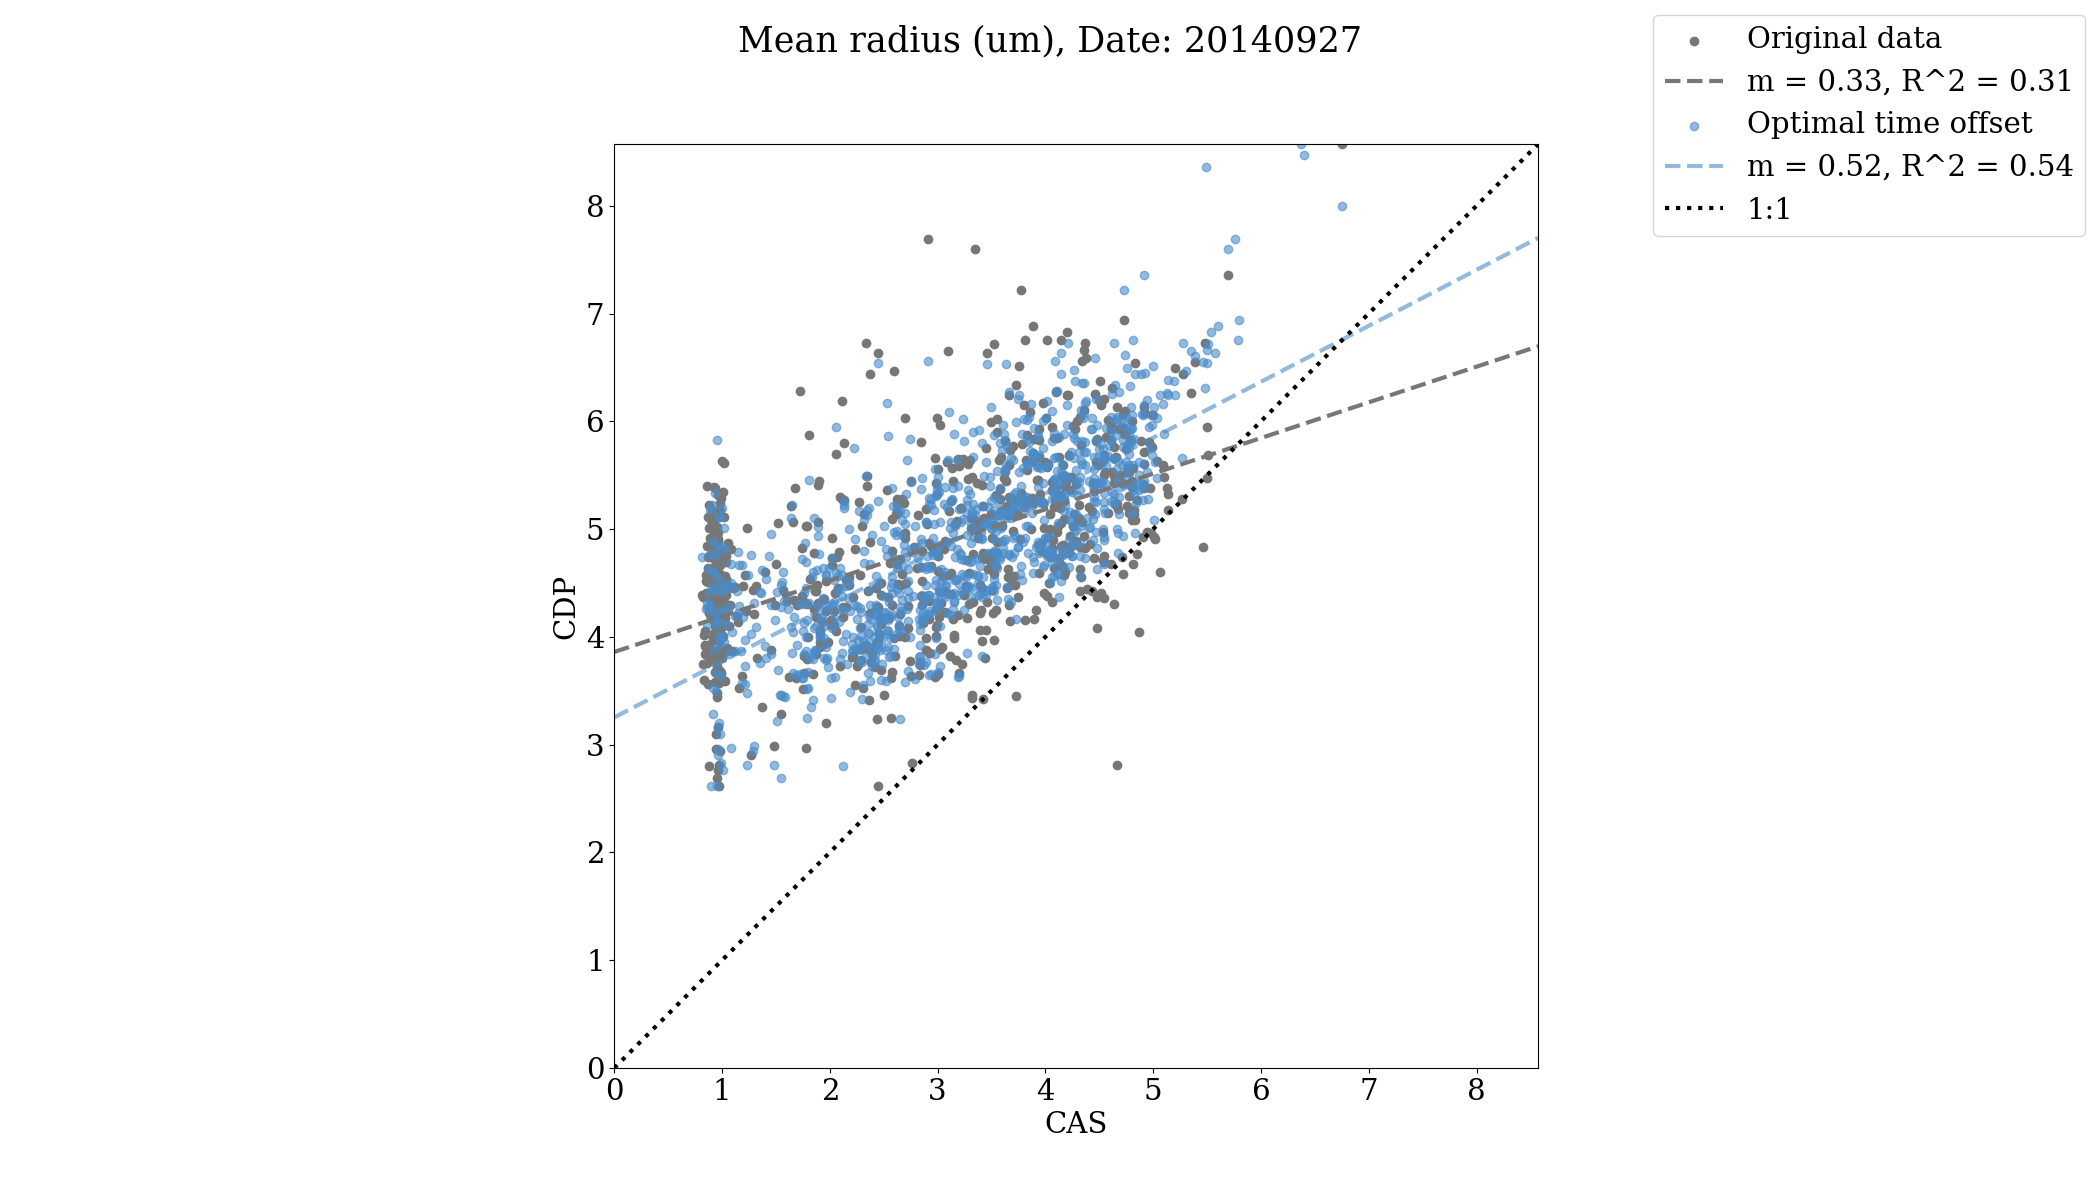 Mean radius (um), Date: 20140927
Original data
m = 0.33, R^2 = 0.31
Optimal time offset
m = 0.52, R^2 = 0.54
1:1
8
7
6
5
4
3
2
1
0
CDP
0 1 2 3 4 5 6 7 8
CAS